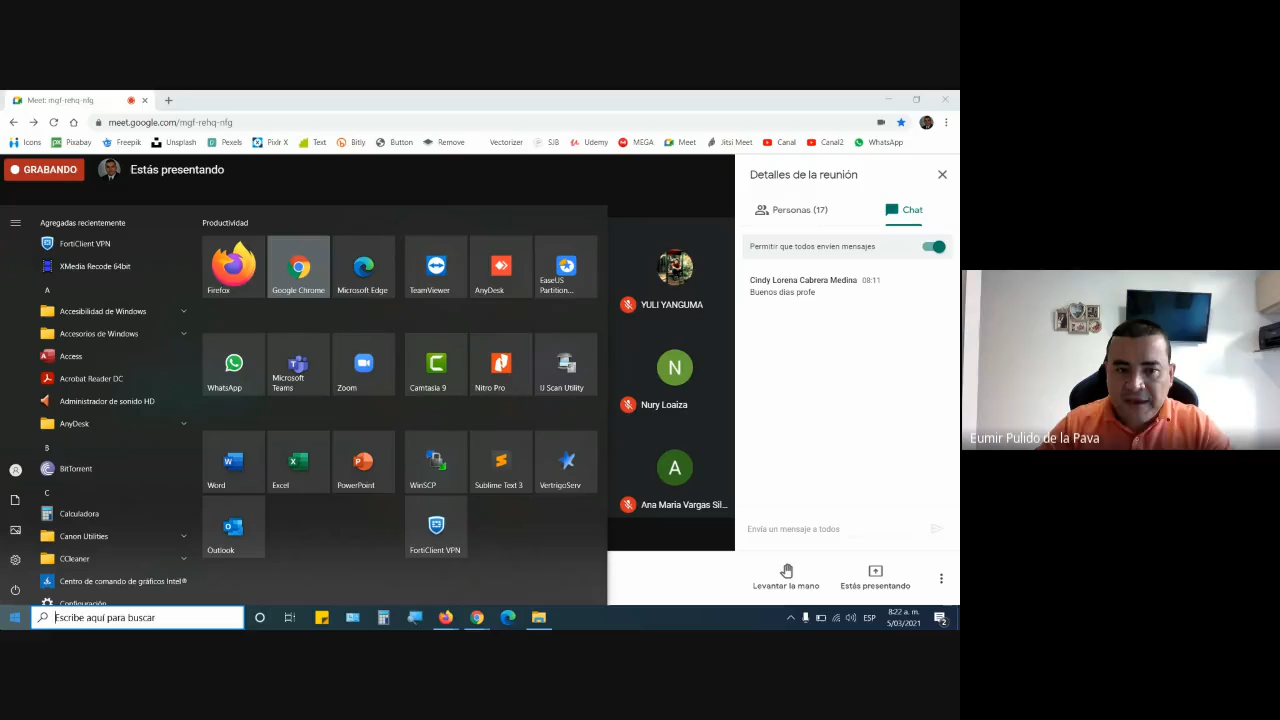 Meet: mgf-rehq-nfg
meet.google.com/mgf-rehq-nfg
Icons Pixabay Freepik Unsplash Pexels Pixlr X Text Bitly Button Remove Vectorizer SJB Udemy MEGA Meet Jitsi Meet Canal Canal2 WhatsApp
GRABANDO
Estás presentando
Agregadas recientemente
FortiClient VPN
XMedia Recode 64bit
A
Accesibilidad de Windows
Accesorios de Windows
Access
Acrobat Reader DC
Administrador de sonido HD
AnyDesk
B
BitTorrent
C
Calculadora
Canon Utilities
CCleaner
Centro de comando de gráficos Intel®
Configuración
Productividad
Firefox Google Chrome Microsoft Edge TeamViewer AnyDesk EaseUS
Partition...
WhatsApp Microsoft
Teams Zoom Camtasia 9 Nitro Pro IJ Scan Utility
Word Excel PowerPoint WinSCP Sublime Text 3 VertrigoServ
Outlook FortiClient VPN
YULI YANGUMA
N
Nury Loaiza
A
Ana Maria Vargas Sil...
Detalles de la reunión
Personas (17) Chat
Permitir que todos envíen mensajes
Cindy Lorena Cabrera Medina 08:11
Buenos dias profe
Envía un mensaje a todos
Levantar la mano Estás presentando
Escribe aquí para buscar
ESP
8:22 a. m.
5/03/2021
2
Eumir Pulido de la Pava